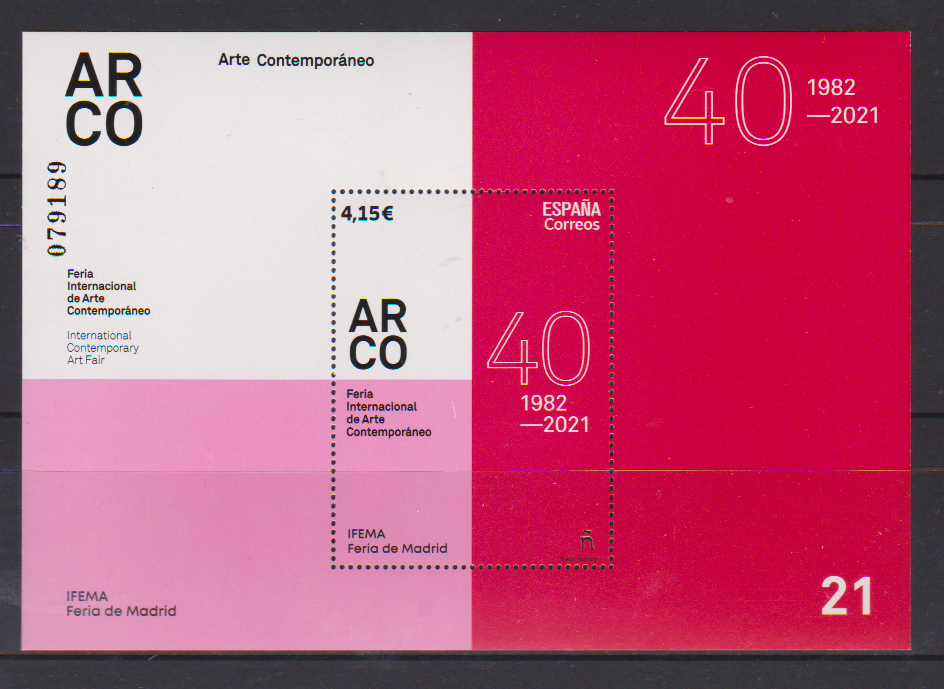 AR
CO
Arte Contemporáneo
40
1982
—2021
079189
Feria
Internacional
de Arte
Contemporáneo
International
Contemporary
Art Fair
4,15€
ESPAÑA
Correos
AR
CO
40
1982
—2021
Feria
Internacional
de Arte
Contemporáneo
IFEMA
Feria de Madrid
ñ
IFEMA
Feria de Madrid
21